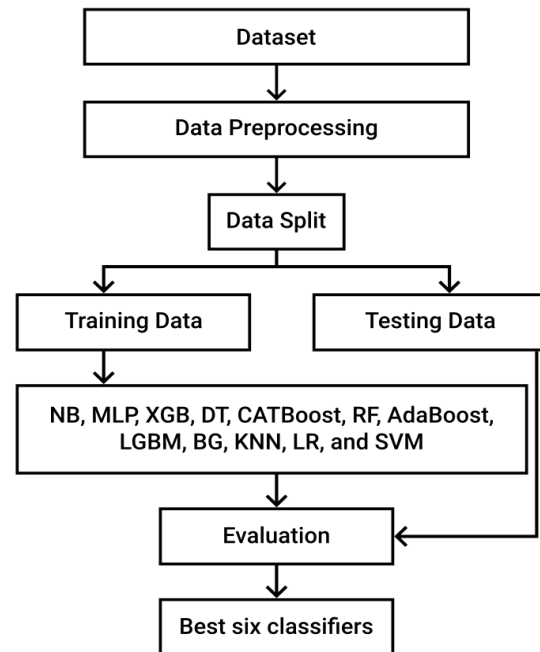 Dataset
Data Preprocessing
Data Split
Training Data
Testing Data
NB, MLP, XGB, DT, CATBoost, RF, AdaBoost,
LGBM, BG, KNN, LR, and SVM
Evaluation
Best six classifiers